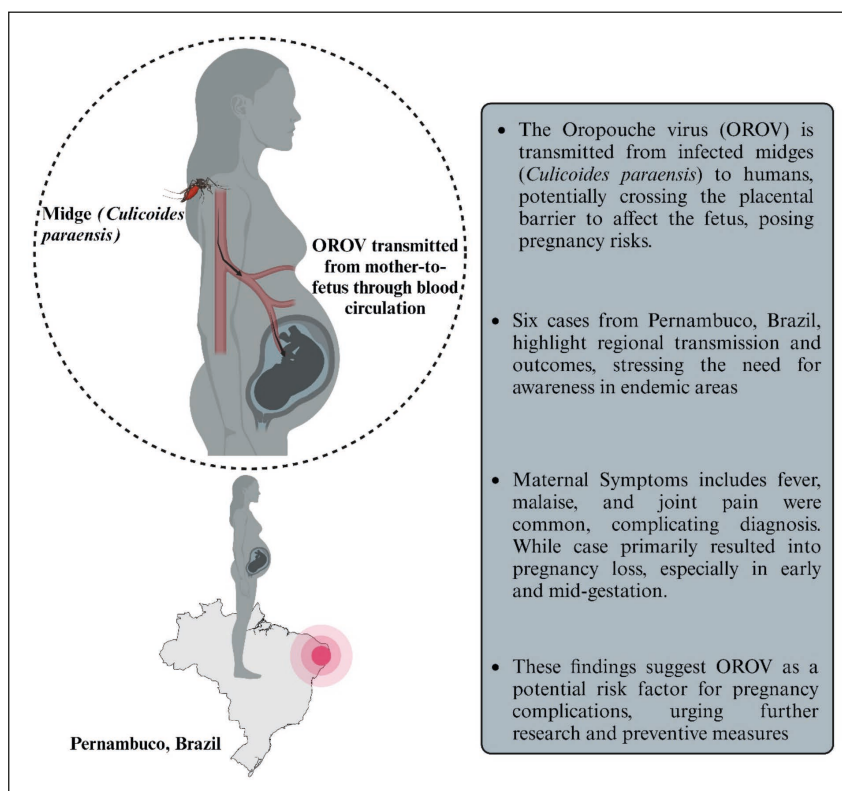 Midge (Culicoides
paraensis)
OROV transmitted
from mother-to-
fetus through blood
circulation
Pernambuco, Brazil
• The Oropouche virus (OROV) is
transmitted from infected midges
(Culicoides paraensis) to humans,
potentially crossing the placental
barrier to affect the fetus, posing
pregnancy risks.
• Six cases from Pernambuco, Brazil,
highlight regional transmission and
outcomes, stressing the need for
awareness in endemic areas
• Maternal Symptoms includes fever,
malaise, and joint pain were
common, complicating diagnosis.
While case primarily resulted into
pregnancy loss, especially in early
and mid-gestation.
• These findings suggest OROV as a
potential risk factor for pregnancy
complications, urging further
research and preventive measures